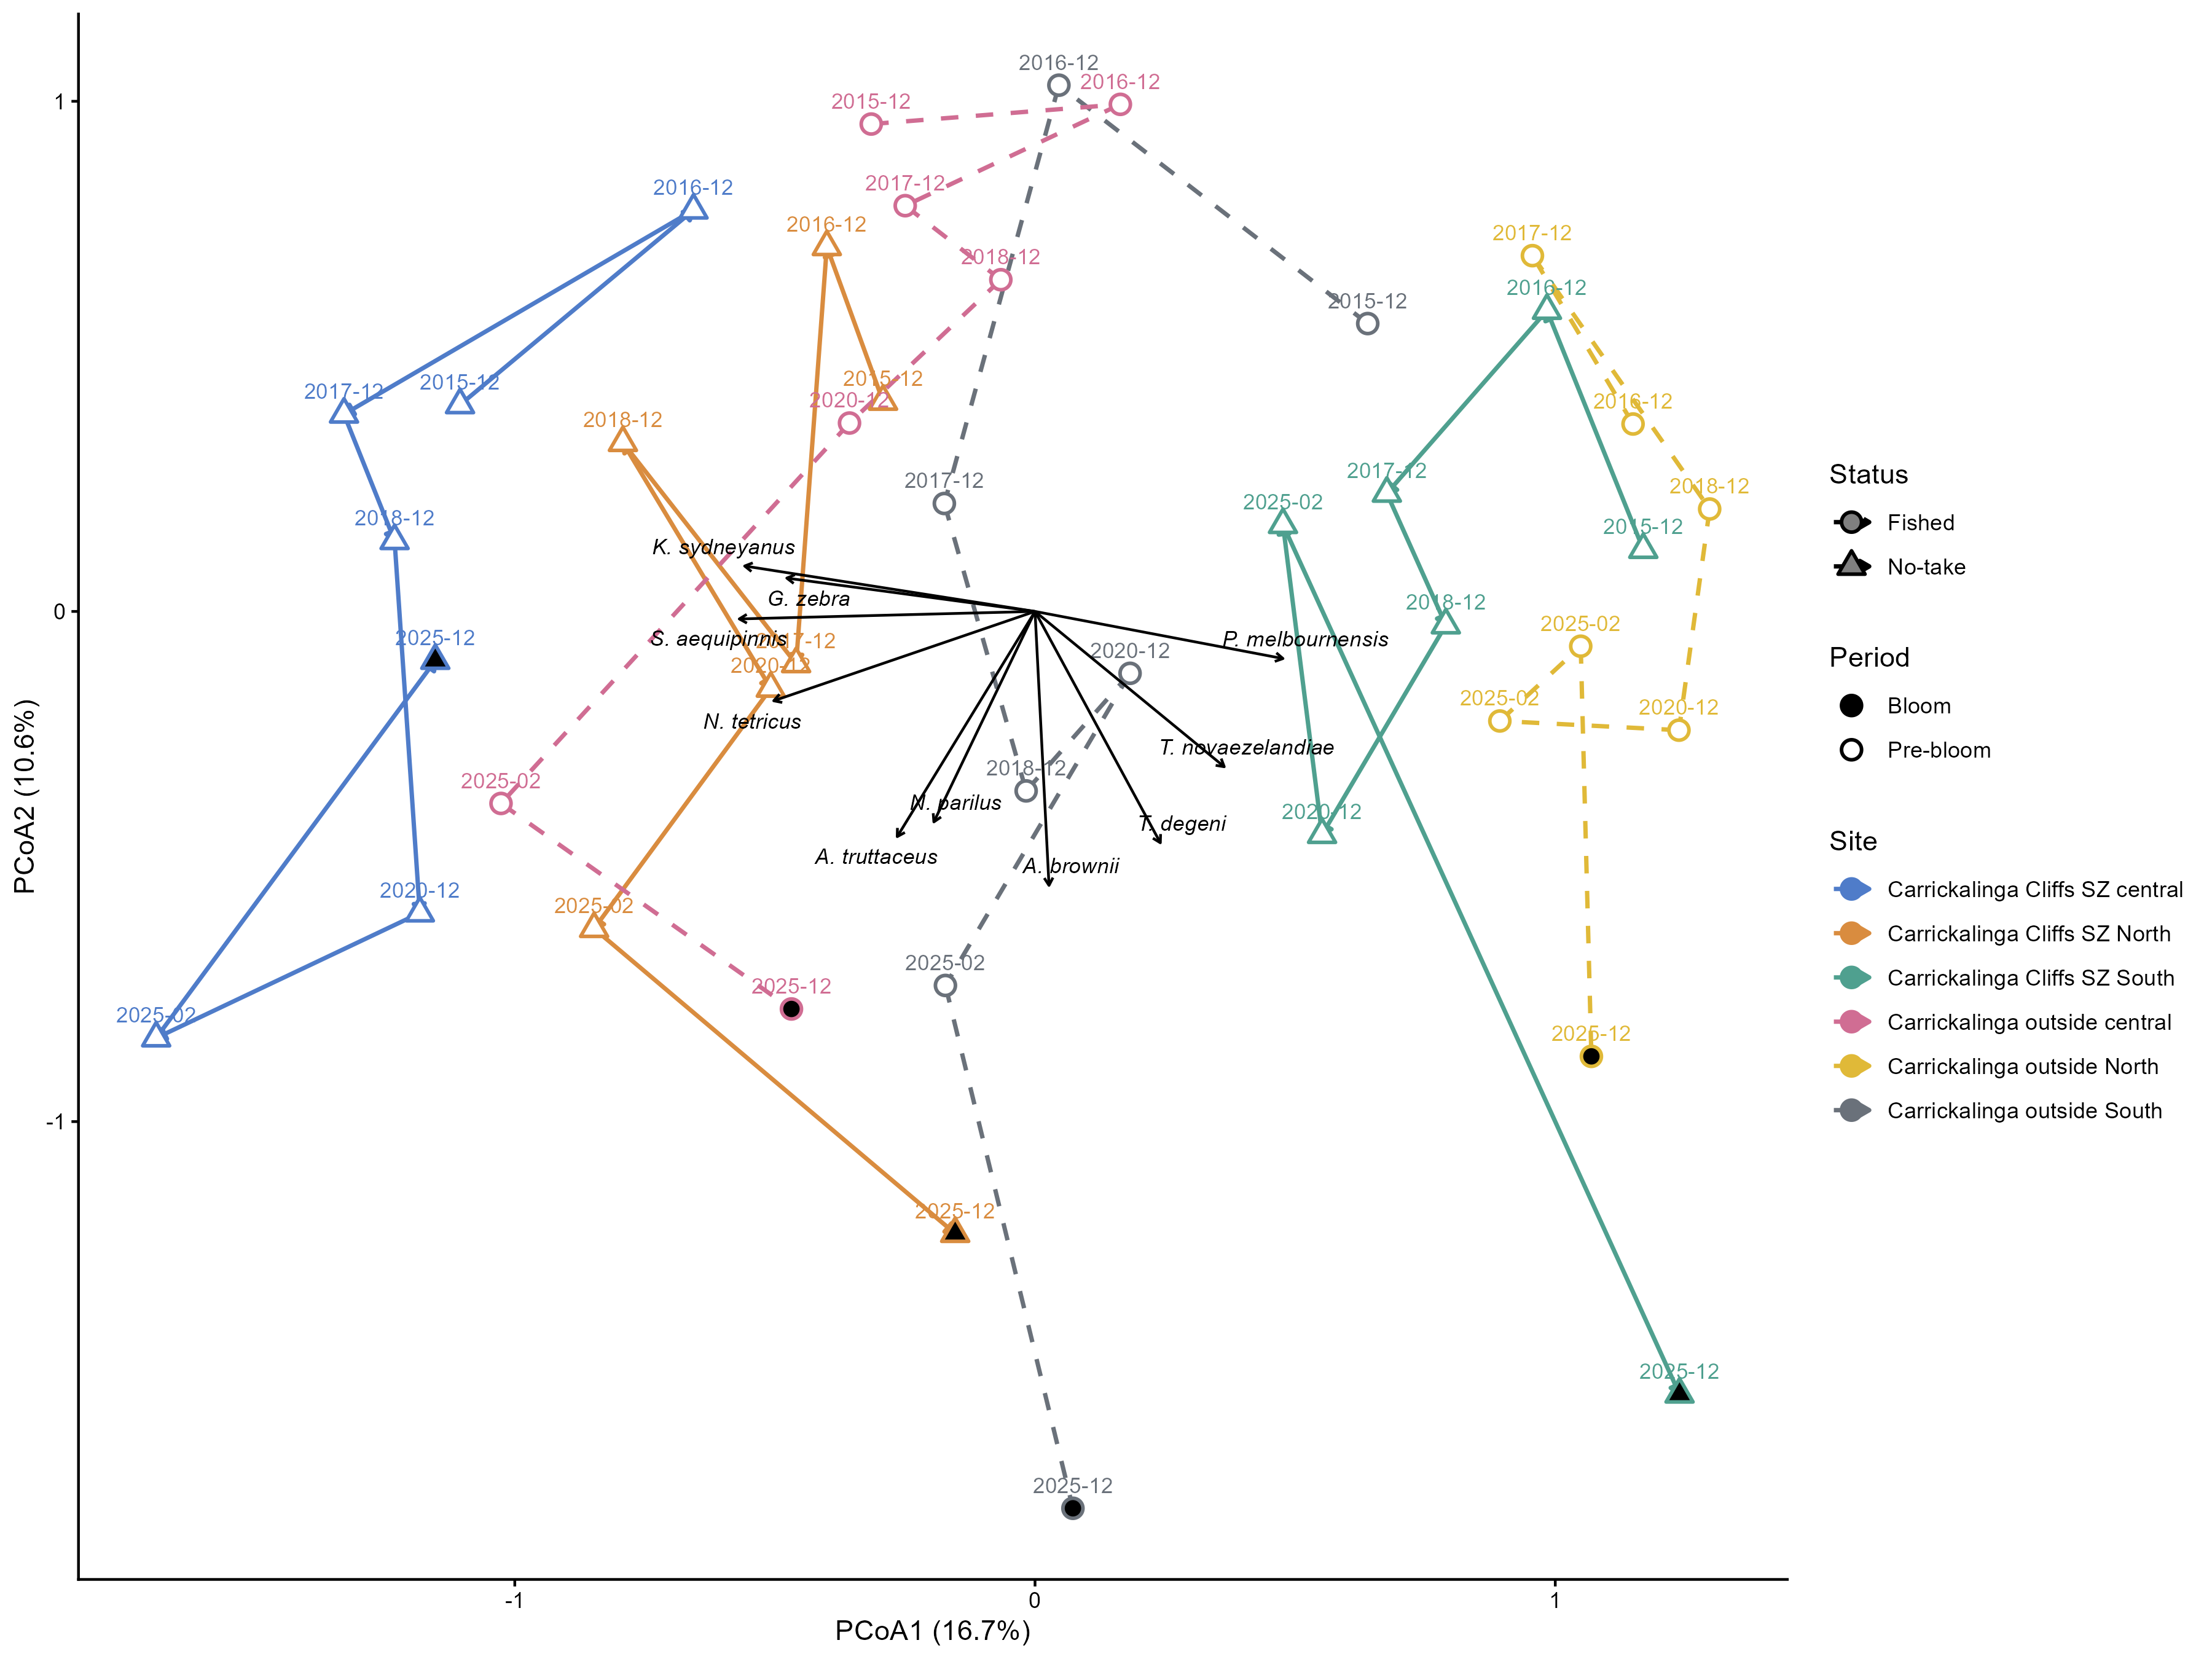 2016-12
2016-12
2015-12
1
2017-12
2016-12
2016-12
2017-12
2018-12
2016-12
2015-12
2015-12
2017-12
2015-12
2020-12
2016-12
2018-12
2017-12
2017-12
2018-12
2025-02
2018-12
2015-12
K. sydneyanus
G. zebra
2018-12
0
2025-12
S. aequipinnis
2017-12
P. melbournensis
2025-02
2020-12
2020-12
2025-02
2020-12
N. tetricus
T. novaezelandiae
2018-12
2025-02
N. parilus
2020-12
T. degeni
A. truttaceus
A. brownii
2020-12
2025-02
2025-02
2025-12
2025-02
2025-12
-1
2025-12
2025-12
2025-12
-1
0
1
PCoA1 (16.7%)
PCoA2 (10.6%)
Status
Fished
No-take
Period
Bloom
Pre-bloom
Site
Carrickalinga Cliffs SZ central
Carrickalinga Cliffs SZ North
Carrickalinga Cliffs SZ South
Carrickalinga outside central
Carrickalinga outside North
Carrickalinga outside South